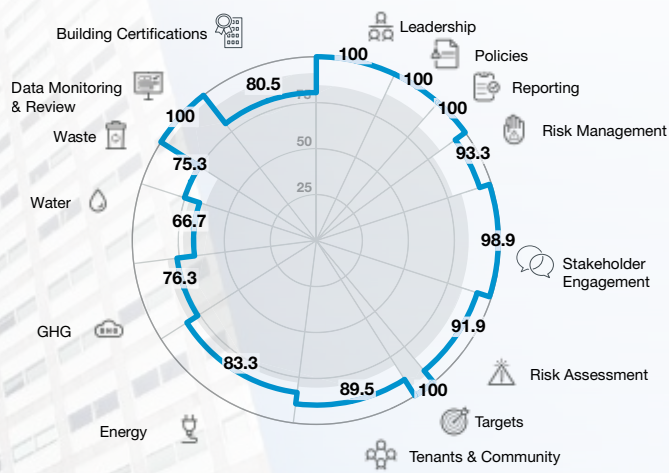 Leadership
Building Certifications
100
Policies
80.5
100
Data Monitoring
& Review
75
Reporting
100
100
Waste
Risk Management
50
93.3
75.3
25
Water
66.7
98.9
Stakeholder
Engagement
76.3
GHG
91.9
83.3
Risk Assessment
89.5
100
Targets
Energy
Tenants & Community